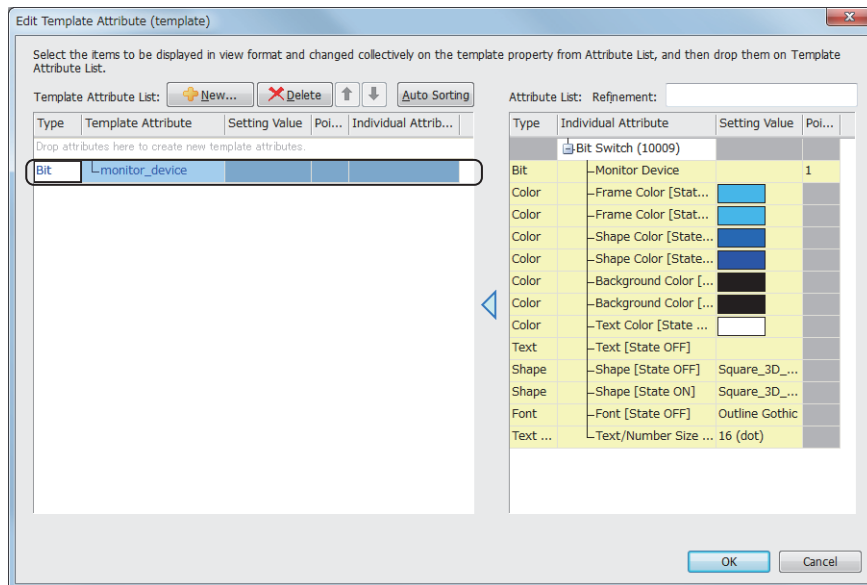 Edit Template Attribute (template)
Select the items to be displayed in view format and changed collectively on the template property from Attribute List, and then drop them on Template
Attribute List.
Template Attribute List: New... Delete Auto Sorting
Attribute List: Refinement:
Type Template Attribute Setting Value Poi... Individual Attrib...
Drop attributes here to create new template attributes.
Bit monitor_device
Type Individual Attribute Setting Value Poi...
Bit Switch (10009)
Bit Monitor Device 1
Color Frame Color [Stat...
Color Frame Color [Stat...
Color Shape Color [State...
Color Shape Color [State...
Color Background Color [...
Color Background Color [...
Color Text Color [State ...
Text Text [State OFF]
Shape Shape [State OFF] Square_3D_...
Shape Shape [State ON] Square_3D_...
Font Font [State OFF] Outline Gothic
Text ... Text/Number Size ... 16 (dot)
OK Cancel